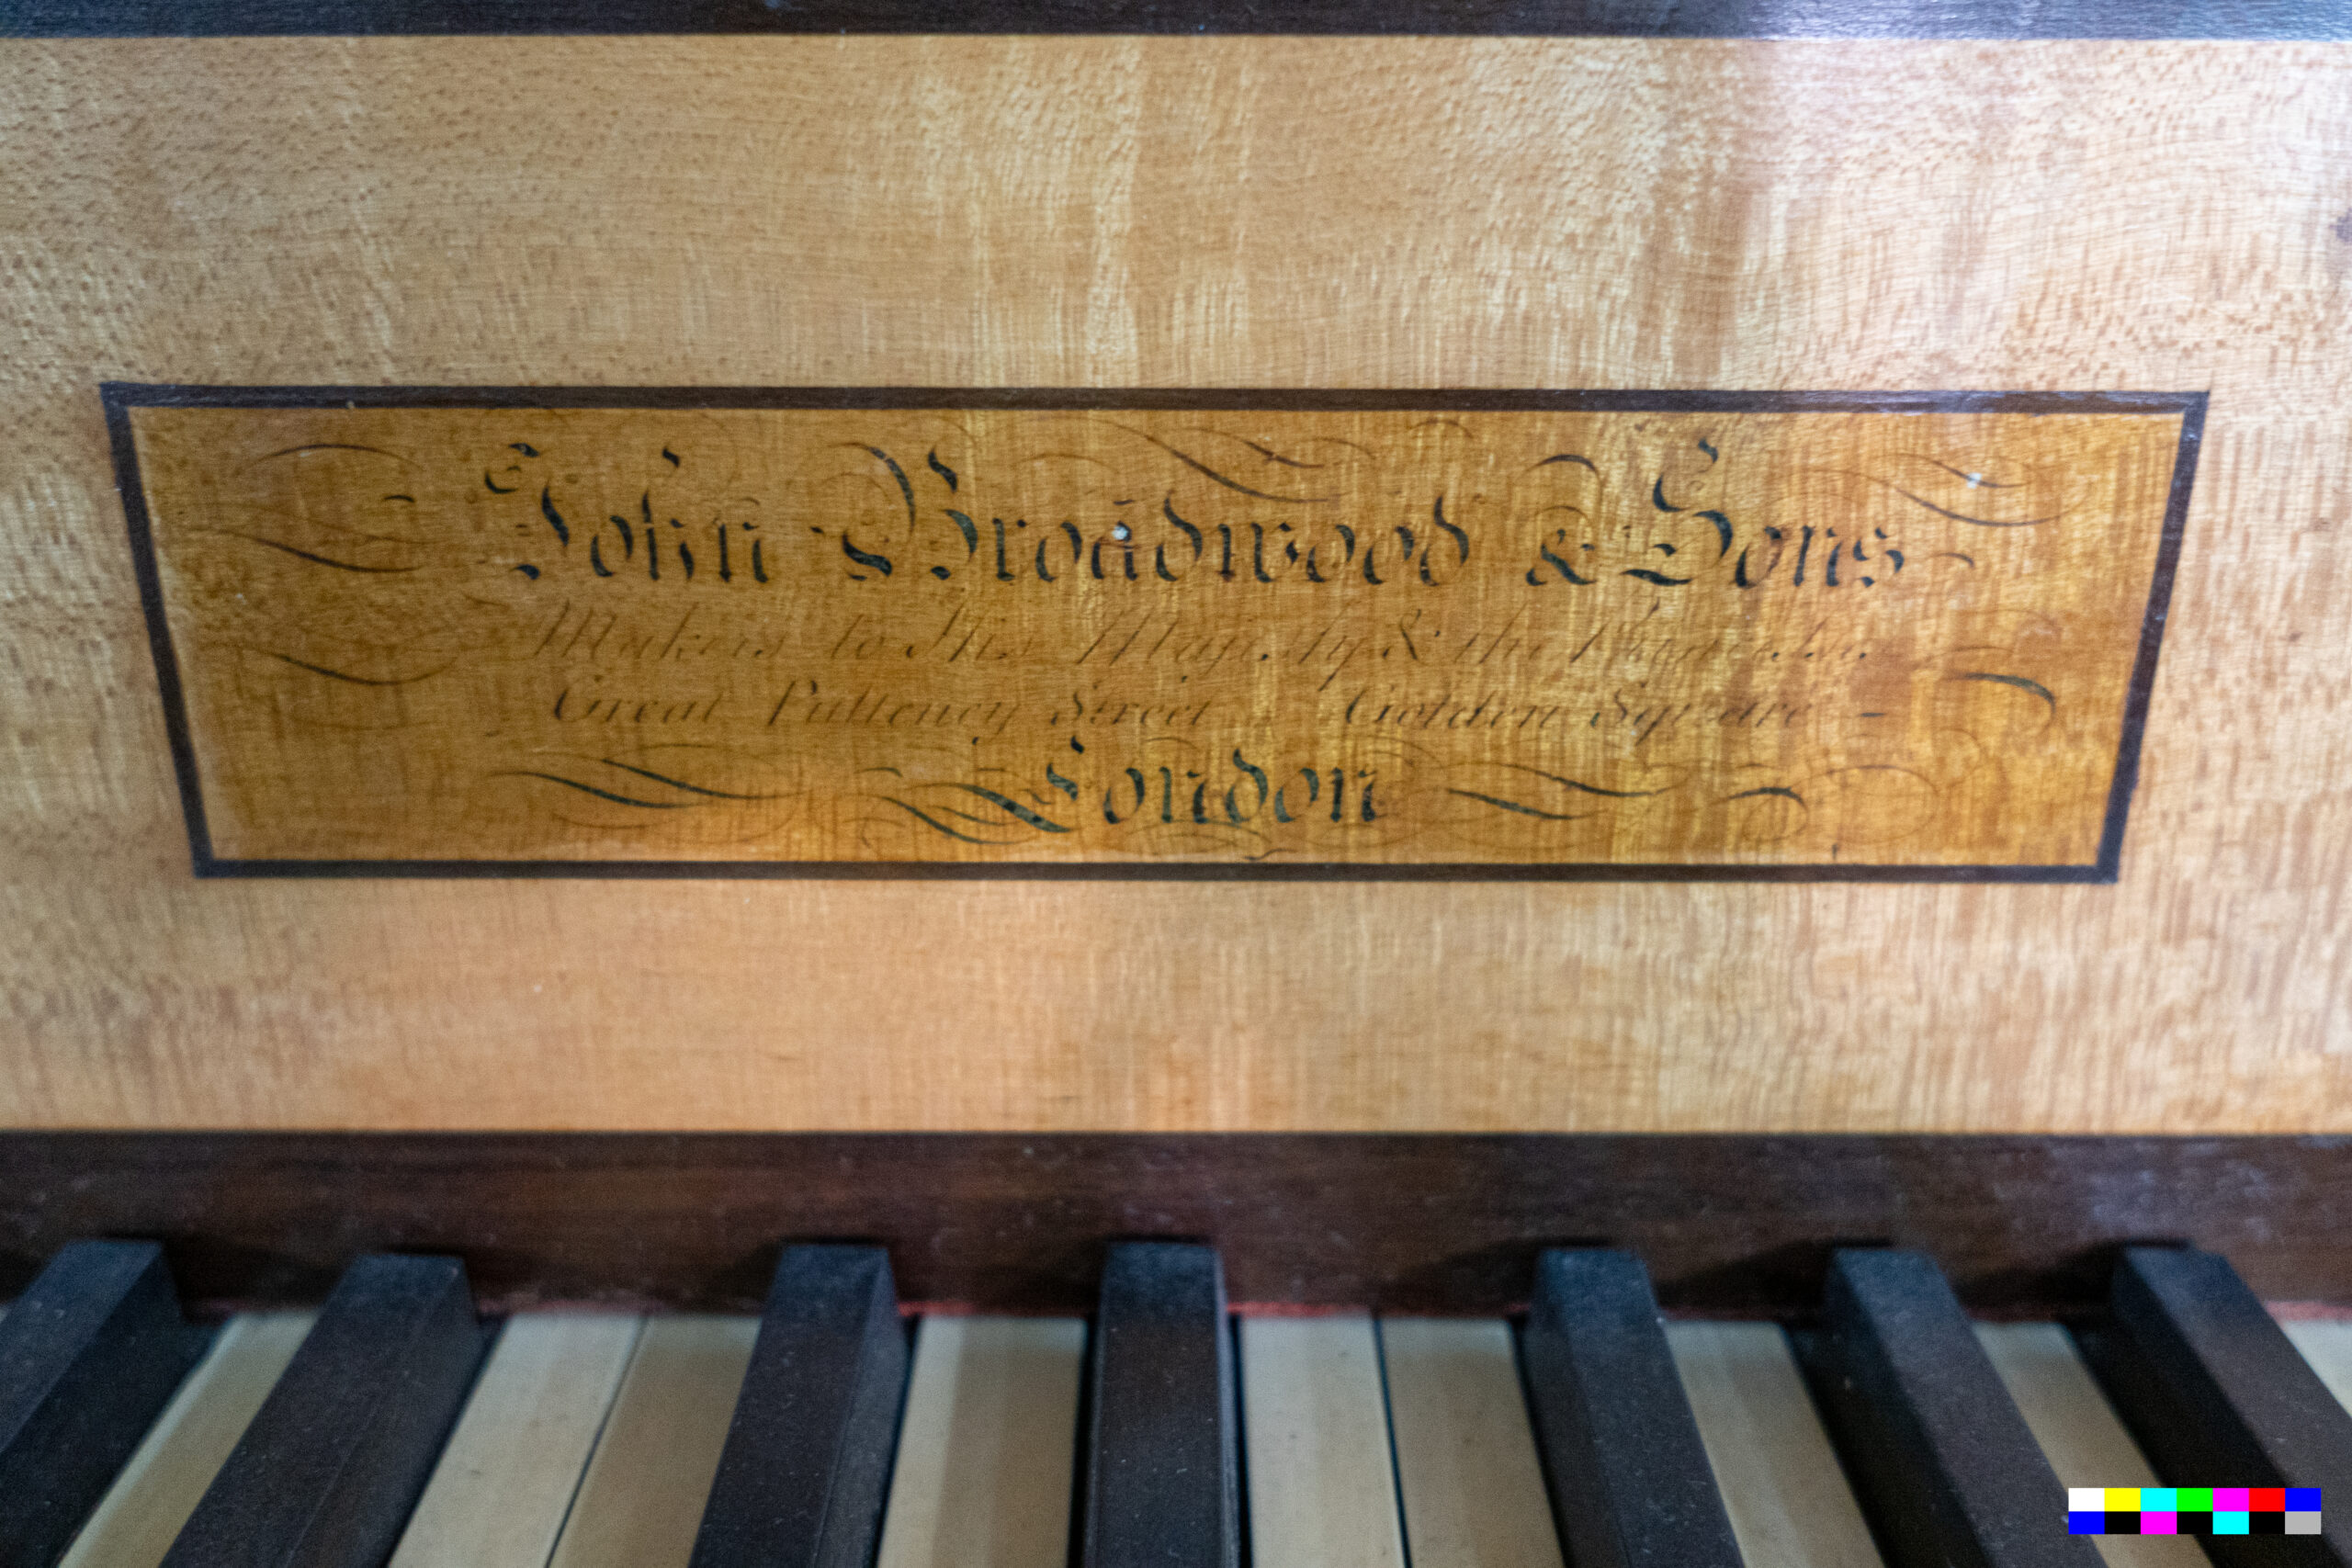 John Broadwood & Sons
Makers to His Majesty & the Princesses
Great Pulteney Street Golden Square
London